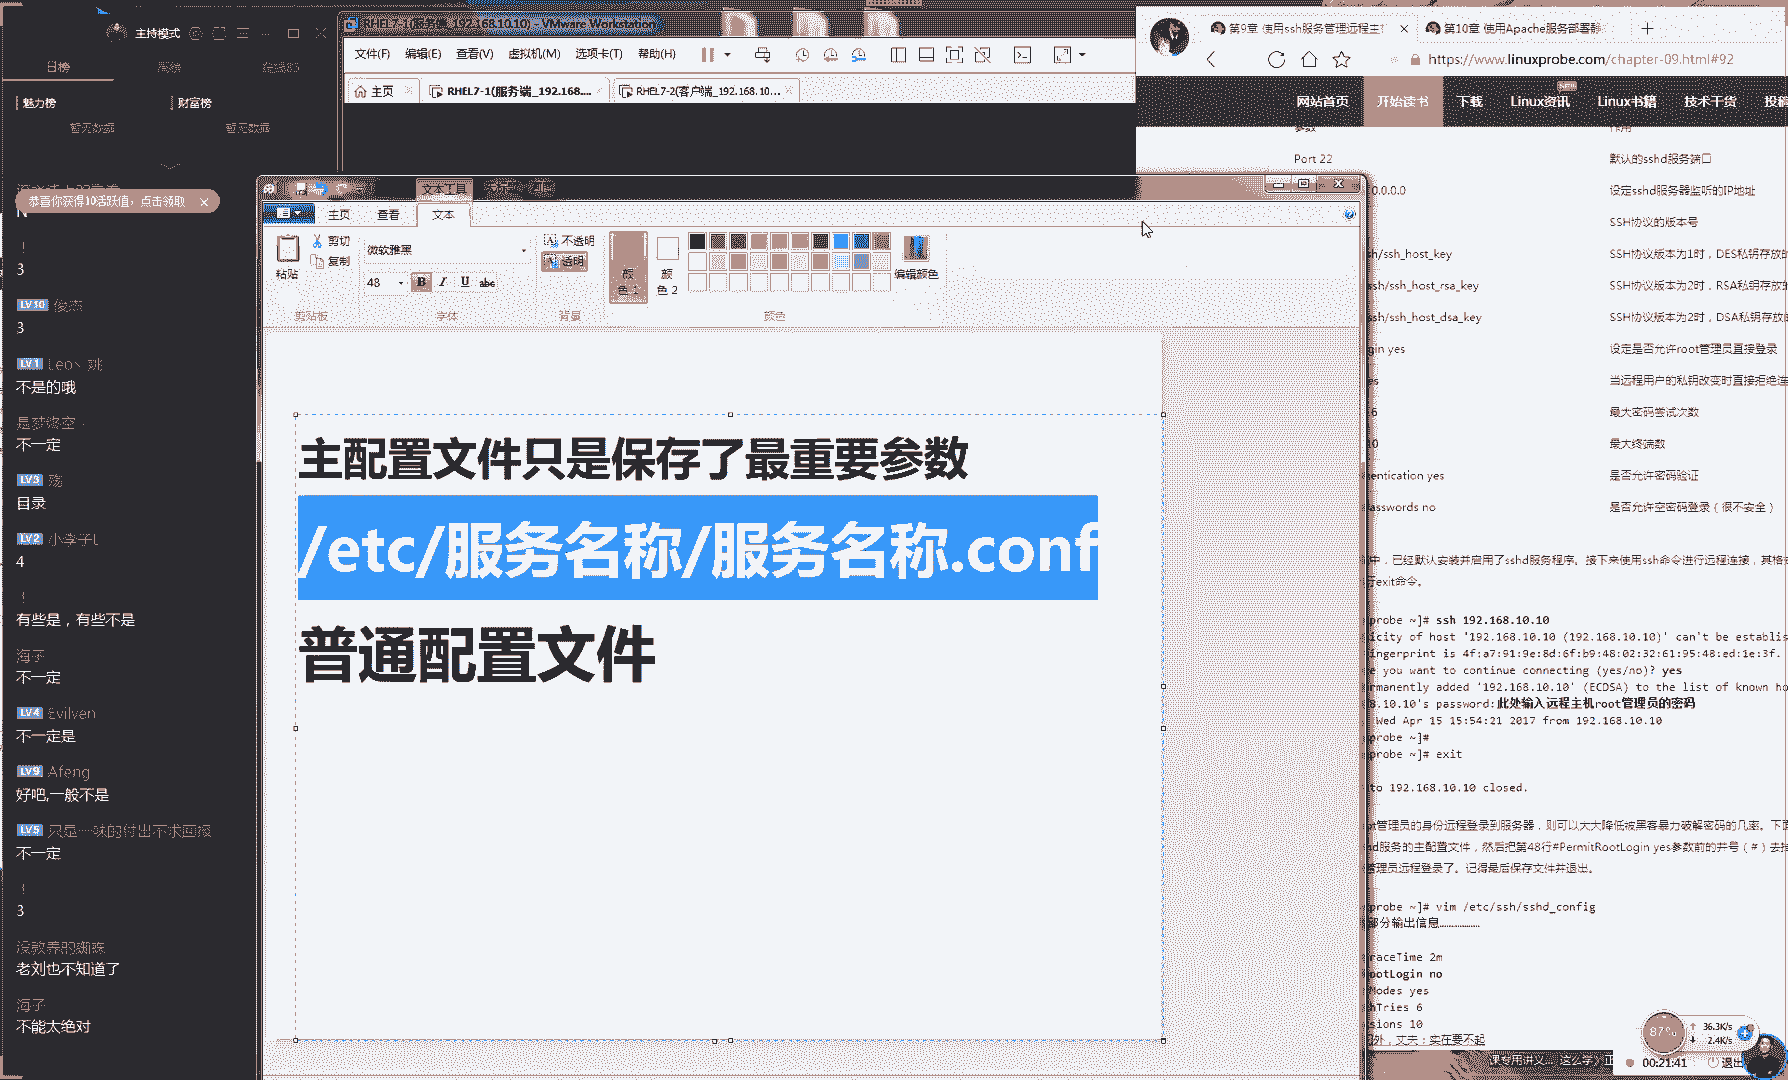 主持模式
日榜
魅力榜
财富榜
暂无数据
暂无数据
恭喜你获得10活跃值，点击领取
3
LV10 俊杰
3
LV1 Leo丶姚
不是的哦
不一定
LV3
目录
LV2 小李子L
4
有些是，有些不是
海子
不一定
LV4 Evilven
不一定是
LV9 Afeng
好吧,一般不是
LV5 只是一味的付出不求回报
不一定
3
没教养的蜘蛛
老刘也不知道了
海子
不能太绝对
RHEL7-1(服务端_192.168.10.10) - VMware Workstation
文件(F) 编辑(E) 查看(V) 虚拟机(M) 选项卡(T) 帮助(H)
主页
RHEL7-1(服务端_192.168....
RHEL7-2(客户端_192.168.10...
文本工具
主页 查看 文本
粘贴
剪切
复制
剪贴板
微软雅黑
48
B I U abc
字体
不透明
透明
背景
颜色 1
颜色 2
编辑颜色
颜色
主配置文件只是保存了最重要参数
/etc/服务名称/服务名称.conf
普通配置文件
第9章 使用ssh服务管理远程主
第10章 使用Apache服务部署静
https://www.linuxprobe.com/chapter-09.html#92
网站首页 开始读书 下载 Linux资讯 Linux书籍 技术干货 投稿
NEW
参数 作用
Port 22 默认的sshd服务端口
0.0.0.0 设定sshd服务器监听的IP地址
SSH协议的版本号
sh/ssh_host_key SSH协议版本为1时，DES私钥存放的
ssh/ssh_host_rsa_key SSH协议版本为2时，RSA私钥存放的
ssh/ssh_host_dsa_key SSH协议版本为2时，DSA私钥存放的
gin yes 设定是否允许root管理员直接登录
es 当远程用户的私钥改变时直接拒绝连
6 最大密码尝试次数
10 最大终端数
entication yes 是否允许密码验证
asswords no 是否允许空密码登录（很不安全）
中，已经默认安装并启用了sshd服务程序。接下来使用ssh命令进行远程连接，其格式
行exit命令。
probe ~]# ssh 192.168.10.10
icity of host '192.168.10.10 (192.168.10.10)' can't be establis
ingerprint is 4f:a7:91:9e:8d:6f:b9:48:02:32:61:95:48:ed:1e:3f.
e you want to continue connecting (yes/no)? yes
rmanently added '192.168.10.10' (ECDSA) to the list of known ho
8.10.10's password:此处输入远程主机root管理员的密码
Wed Apr 15 15:54:21 2017 from 192.168.10.10
probe ~]#
probe ~]# exit
to 192.168.10.10 closed.
ot管理员的身份远程登录到服务器，则可以大大降低被黑客暴力破解密码的几率。下面
hd服务的主配置文件，然后把第48行#PermitRootLogin yes参数前的井号（#）去掉
管理员远程登录了。记得最后保存文件并退出。
probe ~]# vim /etc/ssh/sshd_config
部分输出信息………………
raceTime 2m
ootLogin no
Modes yes
hTries 6
sions 10
87%
36.3K/s
2.4K/s
00:21:41
退出